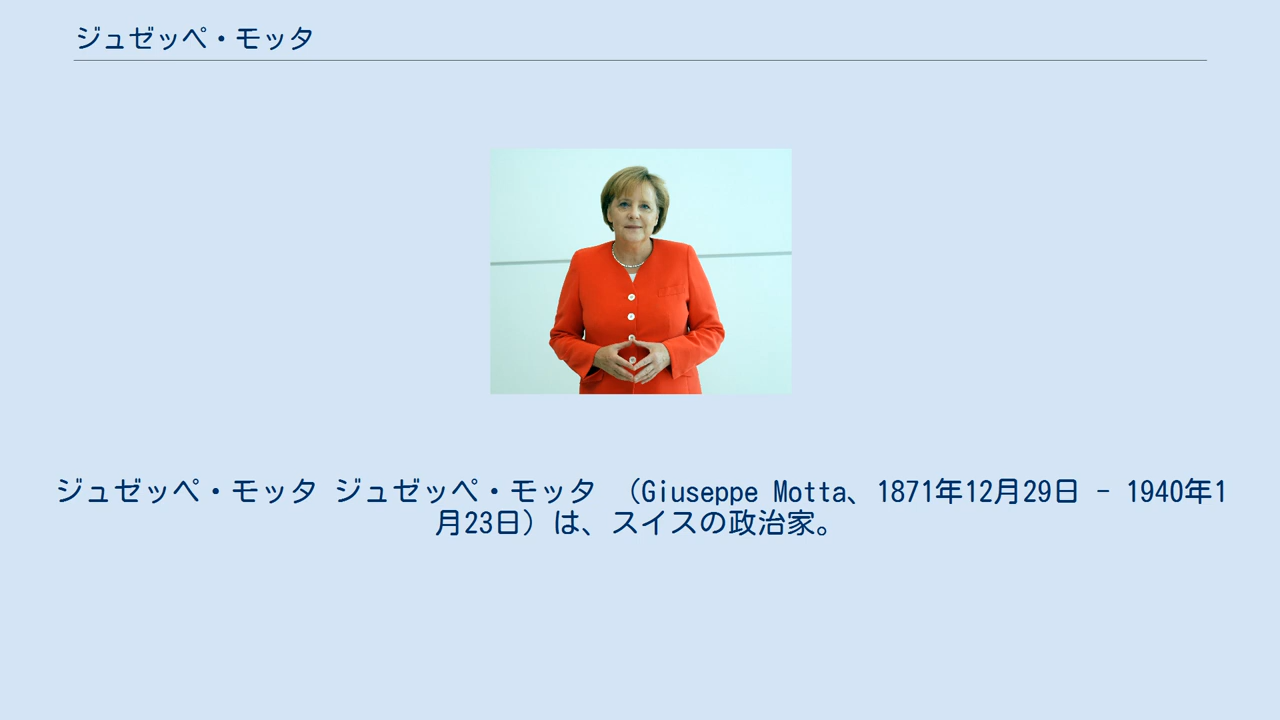 ジュゼッペ・モッタ
ジュゼッペ・モッタ ジュゼッペ・モッタ （Giuseppe Motta、1871年12月29日 - 1940年1
月23日）は、スイスの政治家。